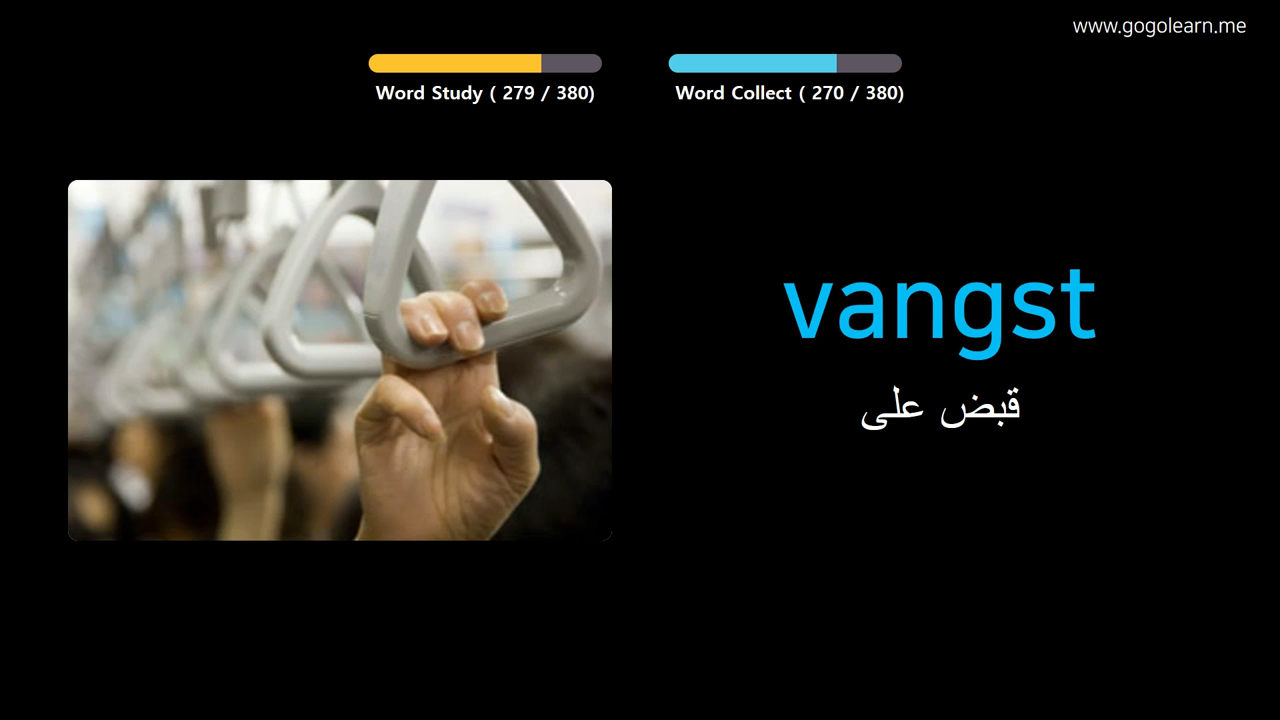 www.gogolearn.me
Word Study ( 279 / 380)
Word Collect ( 270 / 380)
vangst
قبض على